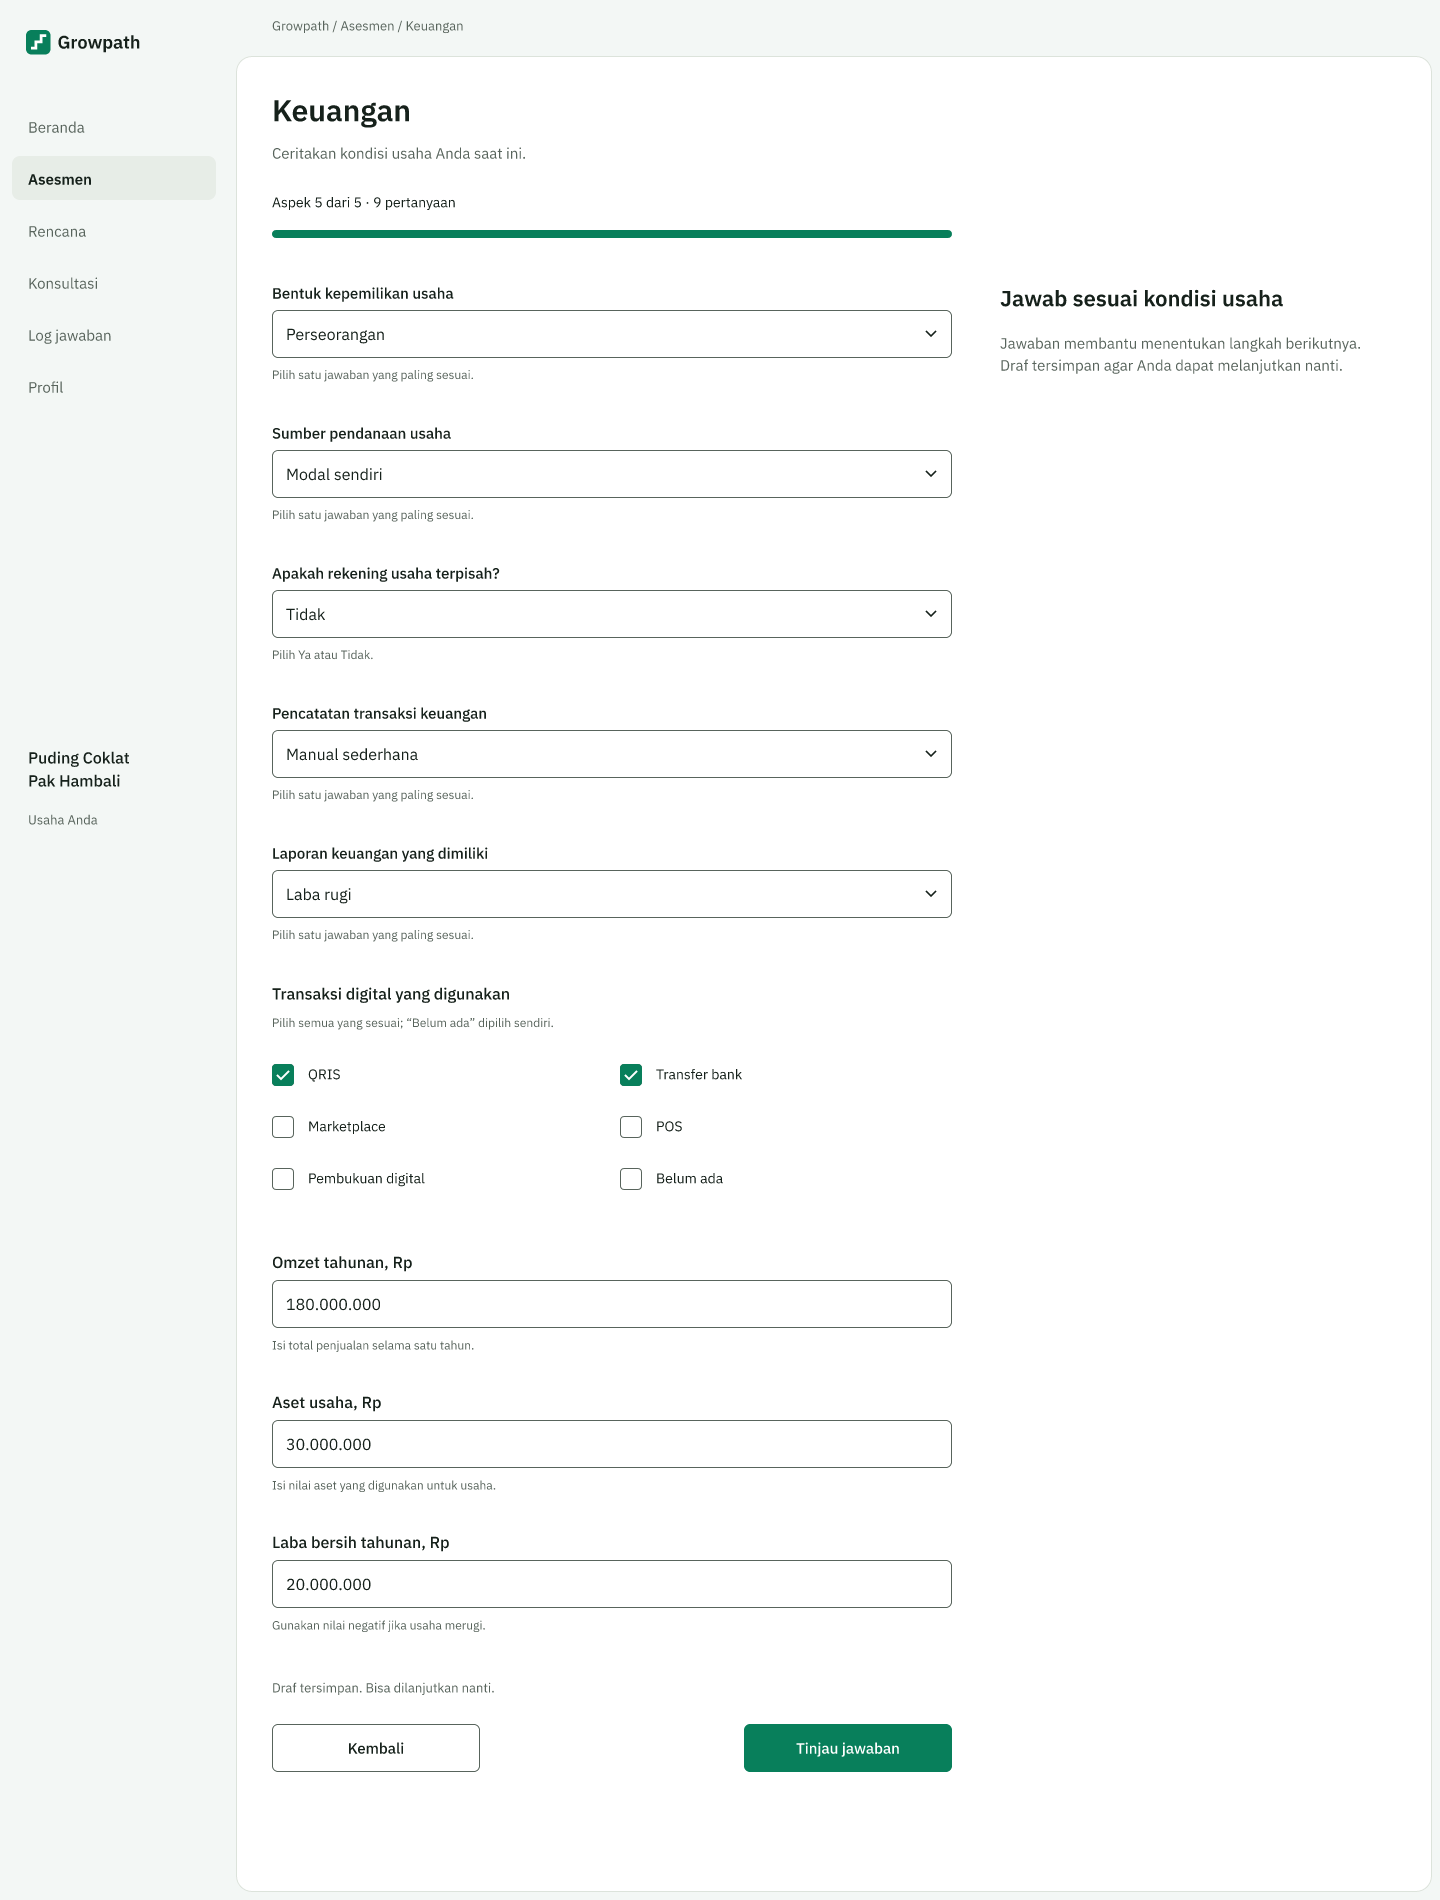 Growpath
Beranda
Asesmen
Rencana
Konsultasi
Log jawaban
Profil
Puding Coklat
Pak Hambali
Usaha Anda
Growpath / Asesmen / Keuangan
Keuangan
Ceritakan kondisi usaha Anda saat ini.
Aspek 5 dari 5 · 9 pertanyaan
Bentuk kepemilikan usaha
Perseorangan
Pilih satu jawaban yang paling sesuai.
Sumber pendanaan usaha
Modal sendiri
Pilih satu jawaban yang paling sesuai.
Apakah rekening usaha terpisah?
Tidak
Pilih Ya atau Tidak.
Pencatatan transaksi keuangan
Manual sederhana
Pilih satu jawaban yang paling sesuai.
Laporan keuangan yang dimiliki
Laba rugi
Pilih satu jawaban yang paling sesuai.
Transaksi digital yang digunakan
Pilih semua yang sesuai; “Belum ada” dipilih sendiri.
QRIS
Transfer bank
Marketplace
POS
Pembukuan digital
Belum ada
Omzet tahunan, Rp
180.000.000
Isi total penjualan selama satu tahun.
Aset usaha, Rp
30.000.000
Isi nilai aset yang digunakan untuk usaha.
Laba bersih tahunan, Rp
20.000.000
Gunakan nilai negatif jika usaha merugi.
Draf tersimpan. Bisa dilanjutkan nanti.
Kembali
Tinjau jawaban
Jawab sesuai kondisi usaha
Jawaban membantu menentukan langkah berikutnya.
Draf tersimpan agar Anda dapat melanjutkan nanti.